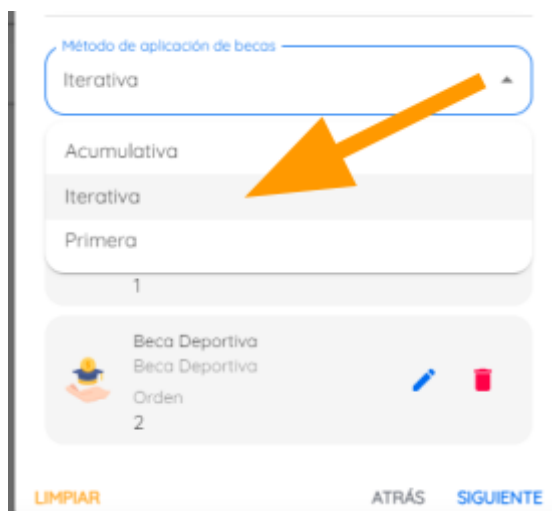 Método de aplicación de becas
Iterativa
Acumulativa
Iterativa
Primera
1
Beca Deportiva
Beca Deportiva
Orden
2
LIMPIAR ATRÁS SIGUIENTE